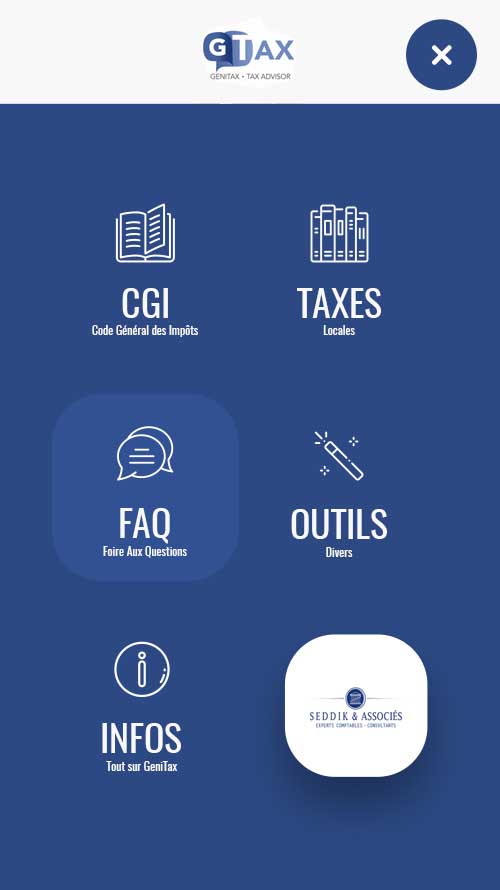 GTAX
GENITAX • TAX ADVISOR
CGI
Code Général des Impôts
TAXES
Locales
FAQ
Foire Aux Questions
OUTILS
Divers
INFOS
Tout sur GeniTax
SEDDIK & ASSOCIÉS
EXPERTS COMPTABLES - CONSULTANTS